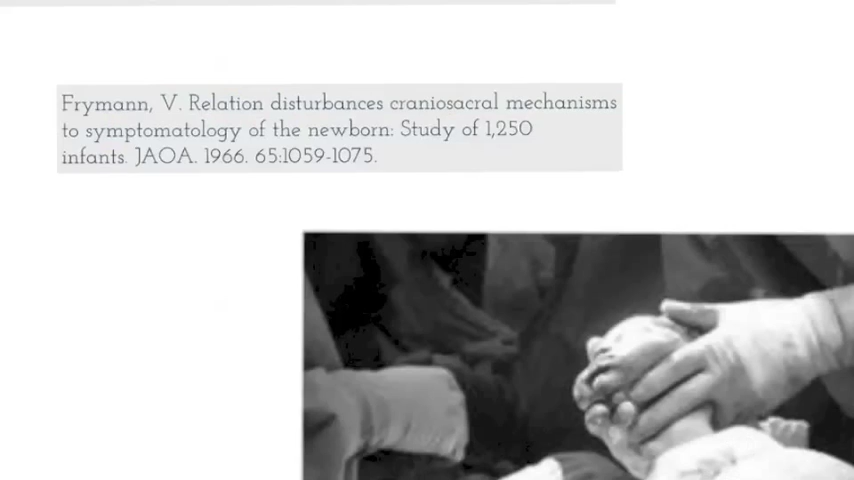 Frymann, V. Relation disturbances craniosacral mechanisms
to symptomatology of the newborn: Study of 1,250
infants. JAOA. 1966. 65:1059-1075.